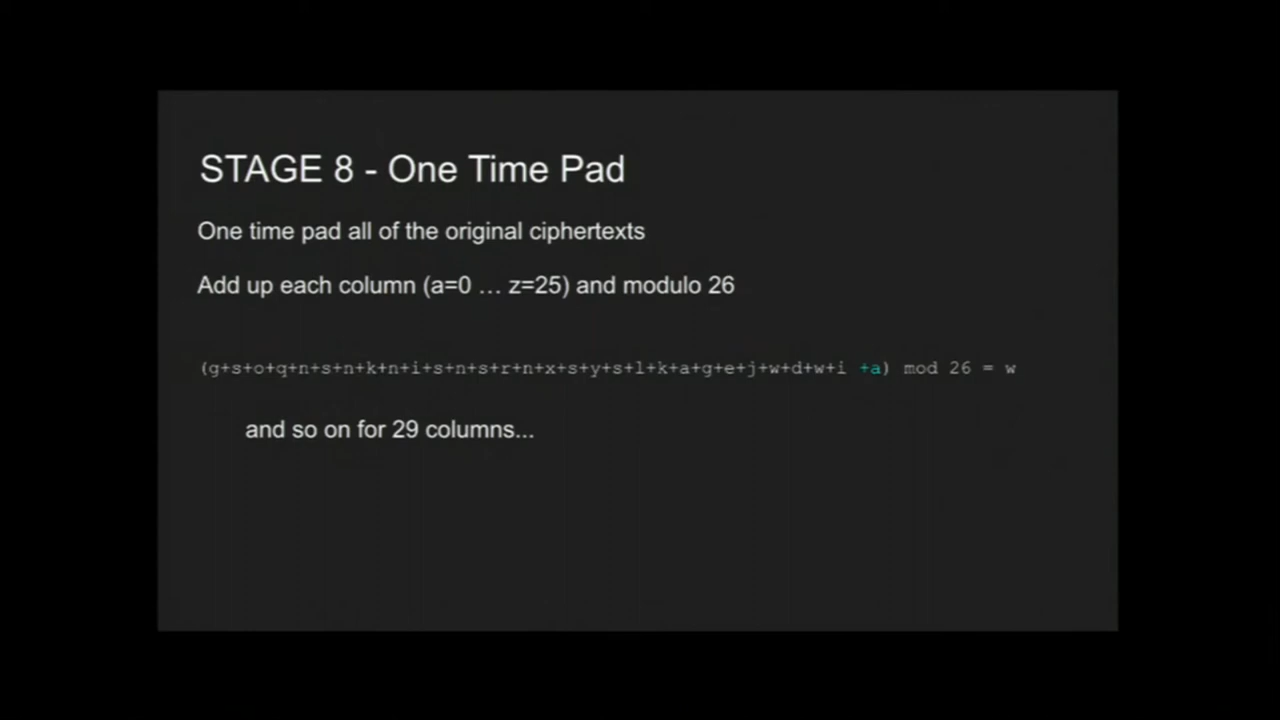 STAGE 8 - One Time Pad
One time pad all of the original ciphertexts
Add up each column (a=0 … z=25) and modulo 26
(g+s+o+q+n+s+n+k+n+i+s+n+s+r+n+x+s+y+s+l+k+a+g+e+j+w+d+w+i +a) mod 26 = w
and so on for 29 columns...